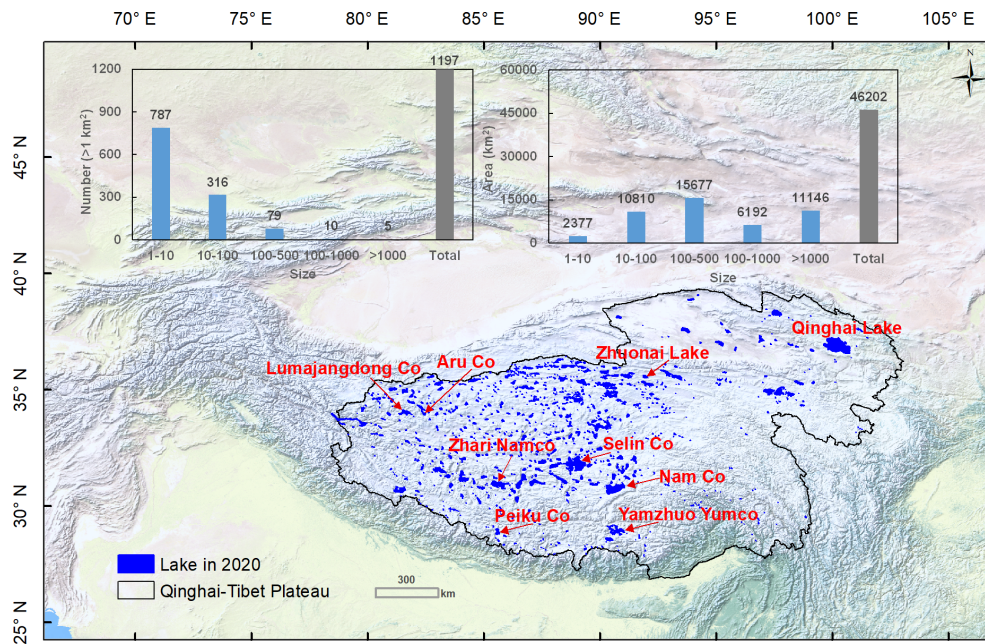 70° E 75° E 80° E 85° E 90° E 95° E 100° E 105° E
N
45° N
40° N
35° N
30° N
25° N
Number (>1 km²)
1200
900
600
300
0
787
316
79
10
5
1197
1-10 10-100 100-500 100-1000 >1000 Total
Size
Area (km²)
60000
45000
30000
15000
0
2377
10810
15677
6192
11146
46202
1-10 10-100 100-500 100-1000 >1000 Total
Size
Qinghai Lake
Zhuonai Lake
Aru Co
Lumajangdong Co
Zhari Namco
Selin Co
Nam Co
Peiku Co
Yamzhuo Yumco
Lake in 2020
Qinghai-Tibet Plateau
300
km